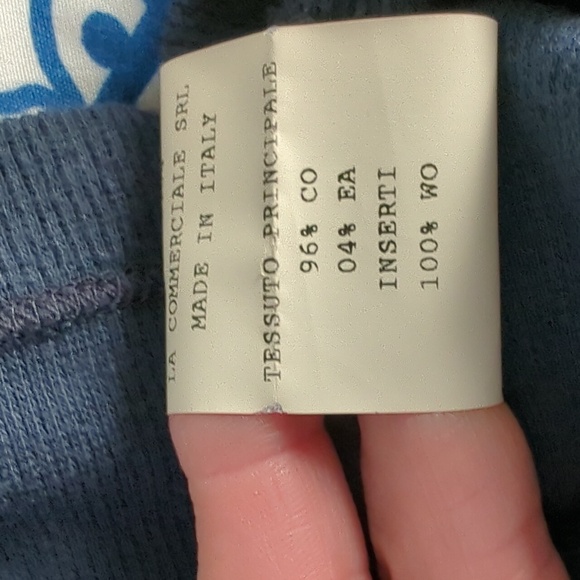 LA COMMERCIALE SRL
MADE IN ITALY
TESSUTO PRINCIPALE
96% CO
04% EA
INSERTI
100% WO